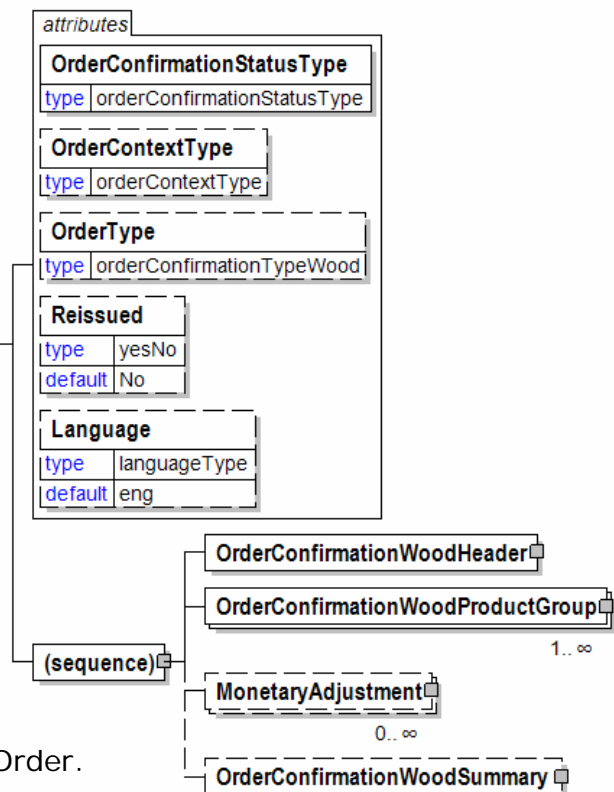 attributes
OrderConfirmationStatusType
type orderConfirmationStatusType
OrderContextType
type orderContextType
OrderType
type orderConfirmationTypeWood
Reissued
type yesNo
default No
Language
type languageType
default eng
OrderConfirmationWoodHeader
OrderConfirmationWoodProductGroup
1.. ∞
(sequence)
MonetaryAdjustment
0.. ∞
Order.
OrderConfirmationWoodSummary